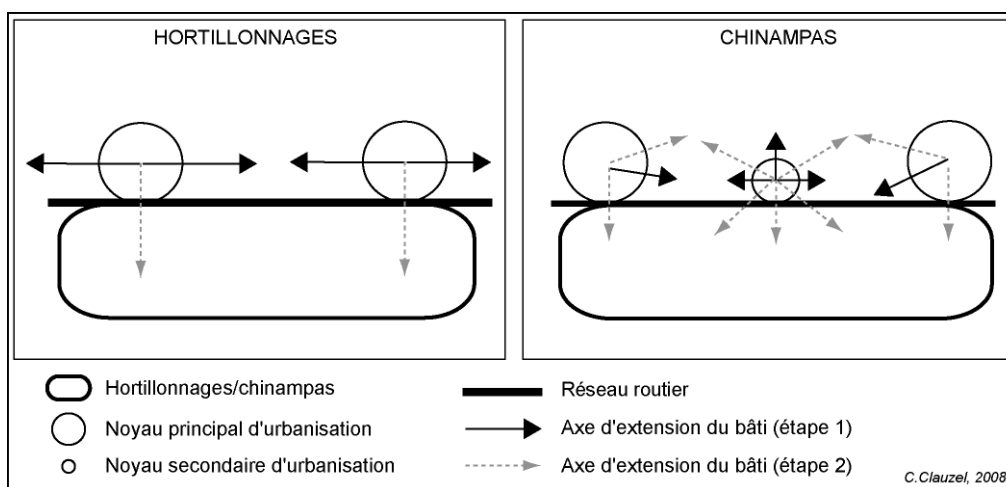 HORTILLONNAGES
CHINAMPAS
Hortillonnages/chinampas
Réseau routier
Noyau principal d'urbanisation
Axe d'extension du bâti (étape 1)
Noyau secondaire d'urbanisation
Axe d'extension du bâti (étape 2)
C.Clauzel, 2008